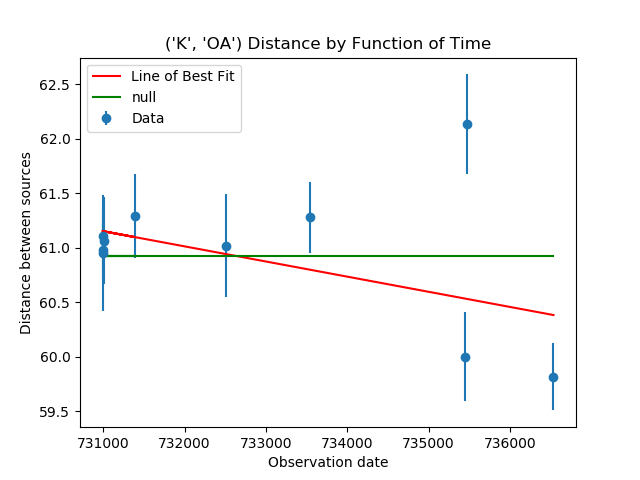 ('K', 'OA') Distance by Function of Time
Line of Best Fit
null
Data
Distance between sources
62.5
62.0
61.5
61.0
60.5
60.0
59.5
731000 732000 733000 734000 735000 736000
Observation date